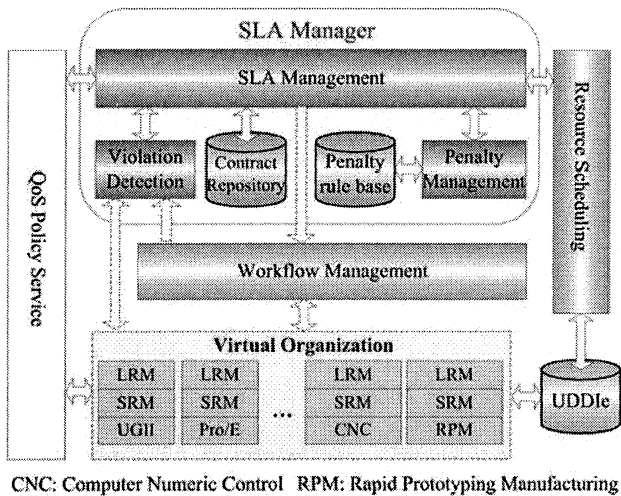 SLA Manager
SLA Management
Violation
Detection
Contract
Repository
Penalty
rule base
Penalty
Management
QoS Policy Service
Resource Scheduling
Workflow Management
Virtual Organization
LRM LRM LRM LRM
SRM SRM ... SRM SRM
UGII Pro/E CNC RPM
UDDIe
CNC: Computer Numeric Control RPM: Rapid Prototyping Manufacturing